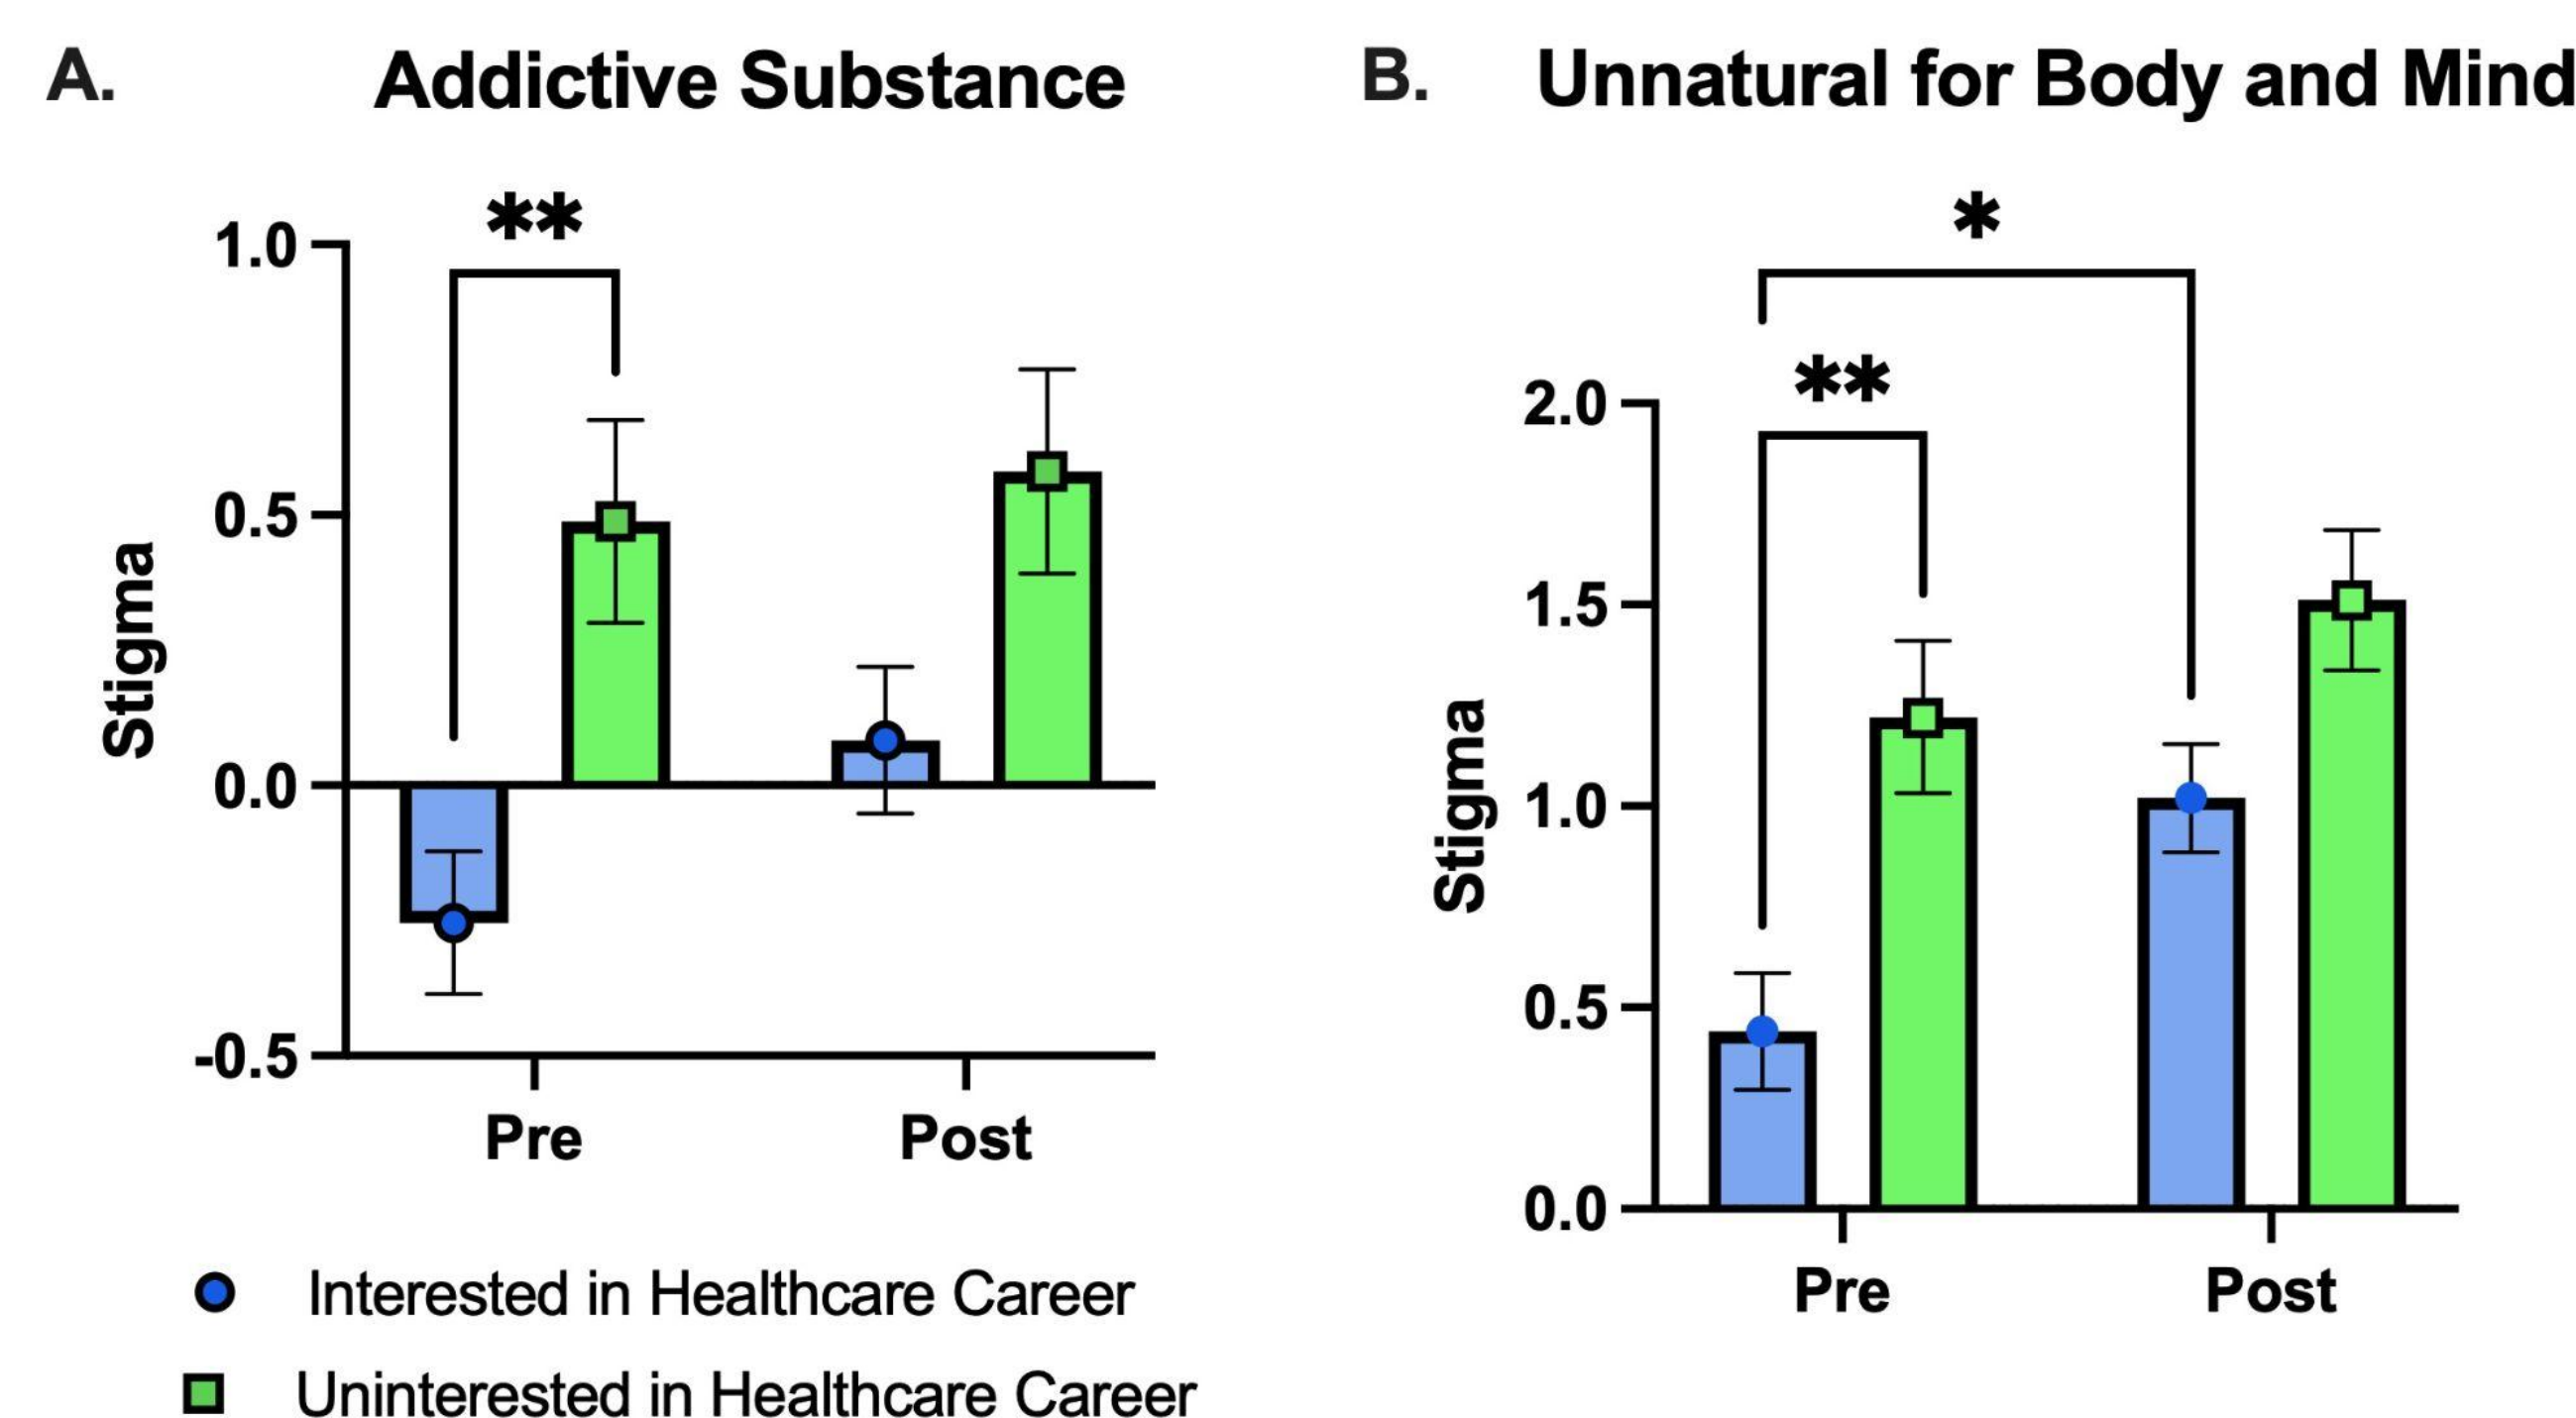 A.
Addictive Substance
**
1.0
0.5
0.0
-0.5
Stigma
Pre
Post
Interested in Healthcare Career
Uninterested in Healthcare Career
B.
Unnatural for Body and Mind
*
**
2.0
1.5
1.0
0.5
0.0
Stigma
Pre
Post